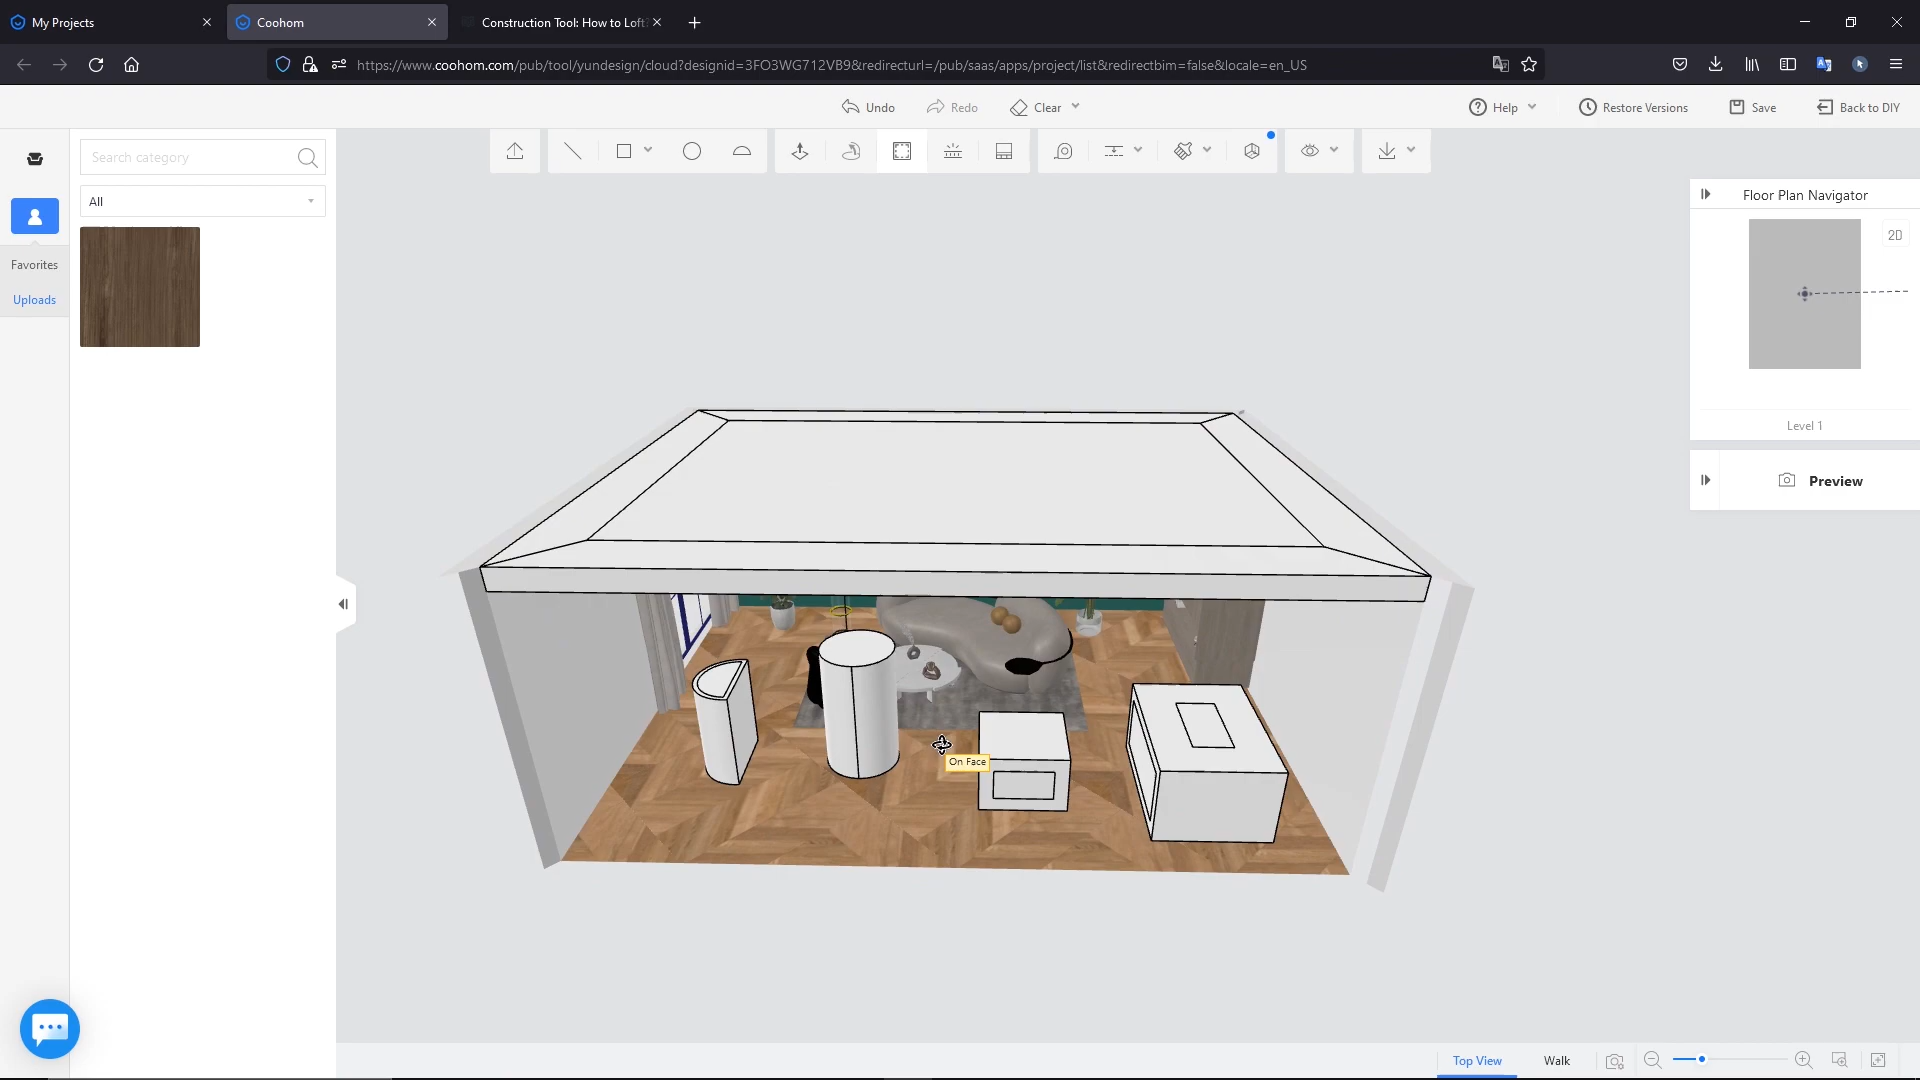 My Projects
Coohom
Construction Tool: How to Loft
https://www.coohom.com/pub/tool/yundesign/cloud?designid=3FO3WG712VB9&redirecturl=/pub/saas/apps/project/list&redirectbim=false&locale=en_US
Undo
Redo
Clear
Help
Restore Versions
Save
Back to DIY
Search category
All
Favorites
Uploads
Floor Plan Navigator
2D
Level 1
Preview
On Face
Top View
Walk